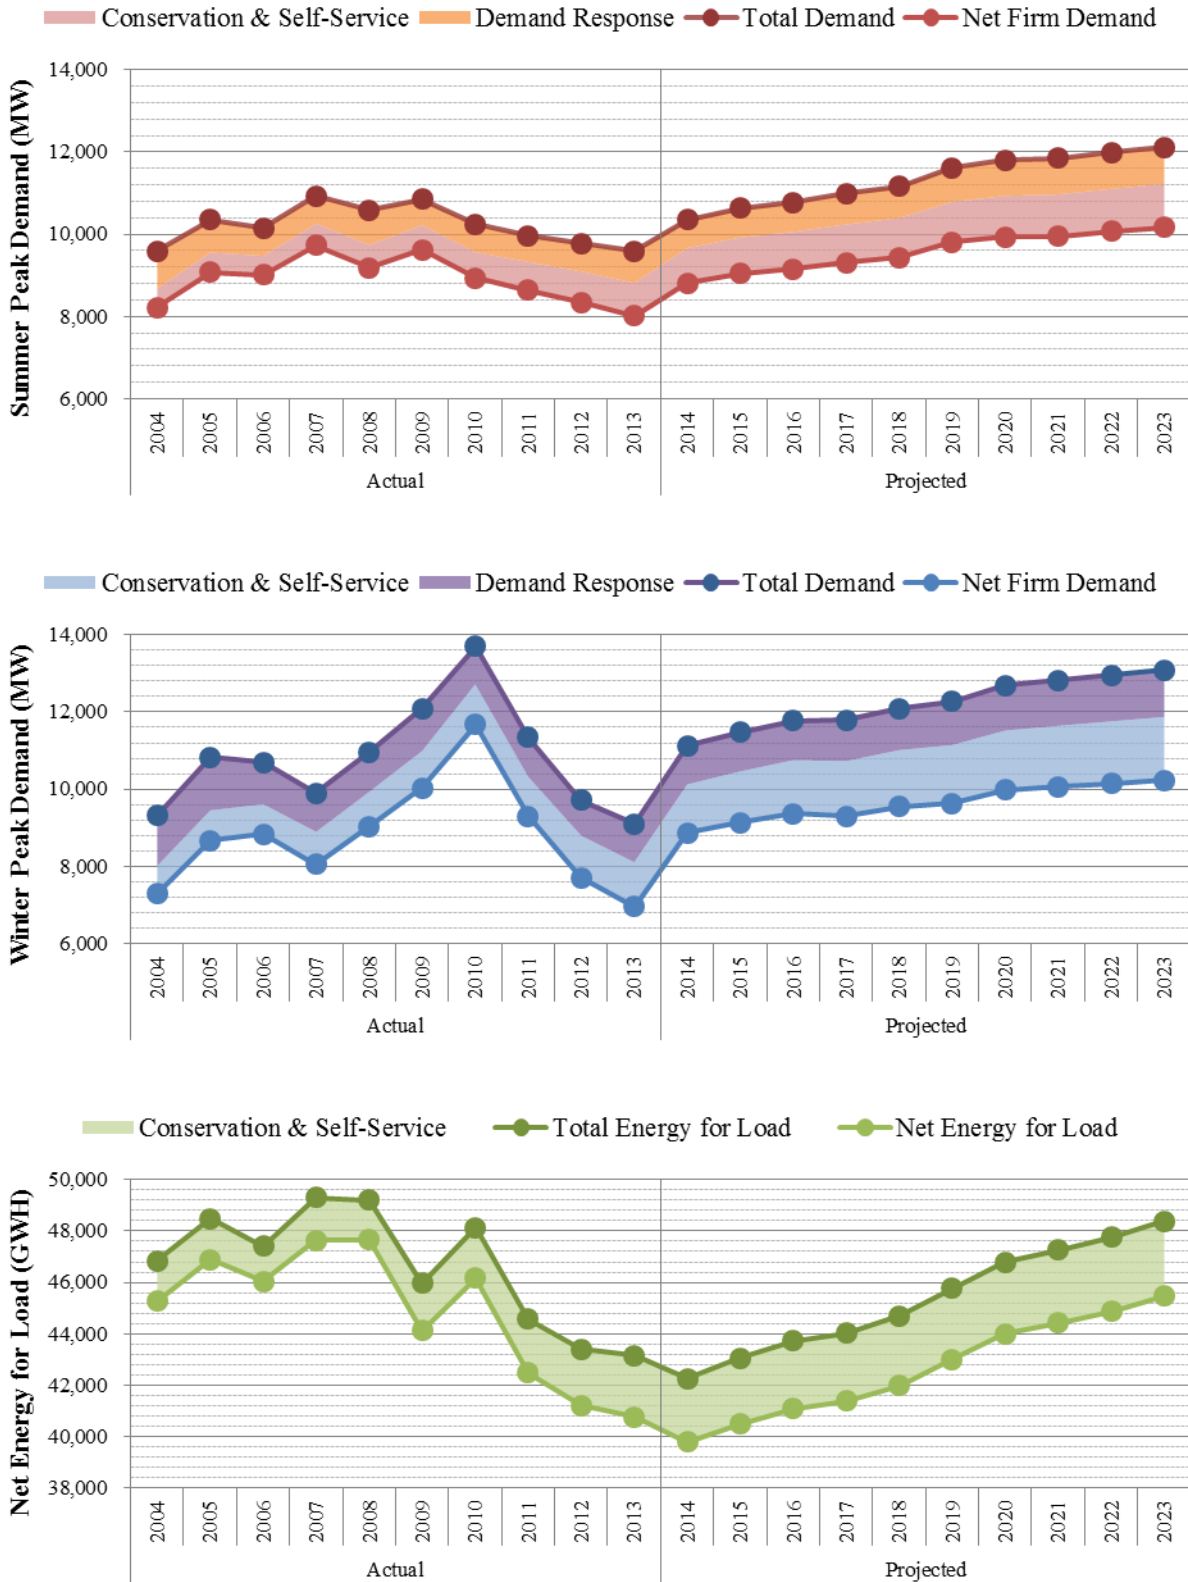 Conservation & Self-Service Demand Response Total Demand Net Firm Demand
Summer Peak Demand (MW)
14,000
12,000
10,000
8,000
6,000
2004 2005 2006 2007 2008 2009 2010 2011 2012 2013 2014 2015 2016 2017 2018 2019 2020 2021 2022 2023
Actual Projected
Conservation & Self-Service Demand Response Total Demand Net Firm Demand
Winter Peak Demand (MW)
14,000
12,000
10,000
8,000
6,000
2004 2005 2006 2007 2008 2009 2010 2011 2012 2013 2014 2015 2016 2017 2018 2019 2020 2021 2022 2023
Actual Projected
Conservation & Self-Service Total Energy for Load Net Energy for Load
Net Energy for Load (GWH)
50,000
48,000
46,000
44,000
42,000
40,000
38,000
2004 2005 2006 2007 2008 2009 2010 2011 2012 2013 2014 2015 2016 2017 2018 2019 2020 2021 2022 2023
Actual Projected